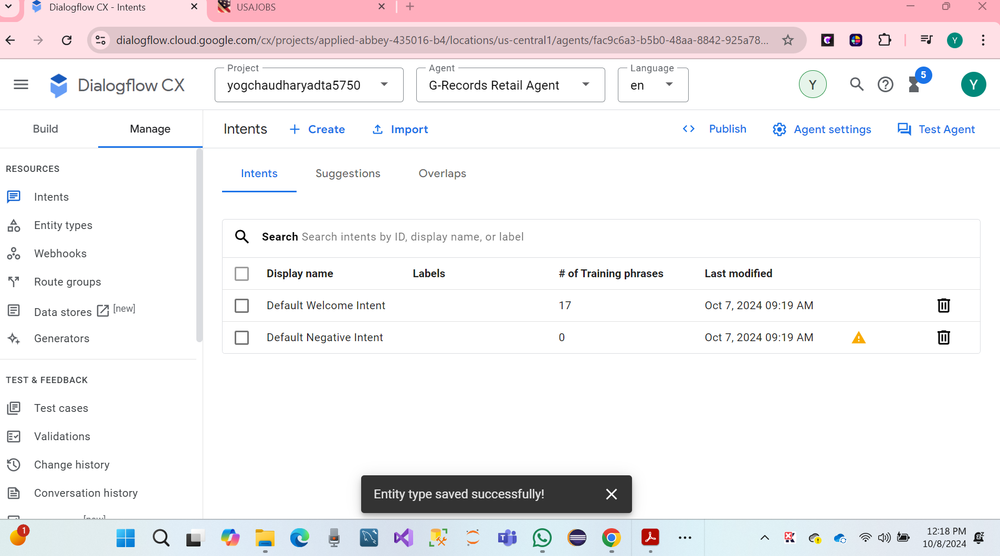 Dialogflow CX - Intents
USAJOBS
dialogflow.cloud.google.com/cx/projects/applied-abbey-435016-b4/locations/us-central1/agents/fac9c6a3-b5b0-48aa-8842-925a78...
Y
Dialogflow CX
Project
yogchaudharyadta5750
Agent
G-Records Retail Agent
Language
en
Y
5
Y
Build
Manage
Intents
Create
Import
Publish
Agent settings
Test Agent
RESOURCES
Intents
Entity types
Webhooks
Route groups
Data stores [new]
Generators
TEST & FEEDBACK
Test cases
Validations
Change history
Conversation history
[new]
Intents
Suggestions
Overlaps
Search Search intents by ID, display name, or label
Display name Labels # of Training phrases Last modified
Default Welcome Intent 17 Oct 7, 2024 09:19 AM
Default Negative Intent 0 Oct 7, 2024 09:19 AM
Entity type saved successfully!
1
12:18 PM
10/8/2024